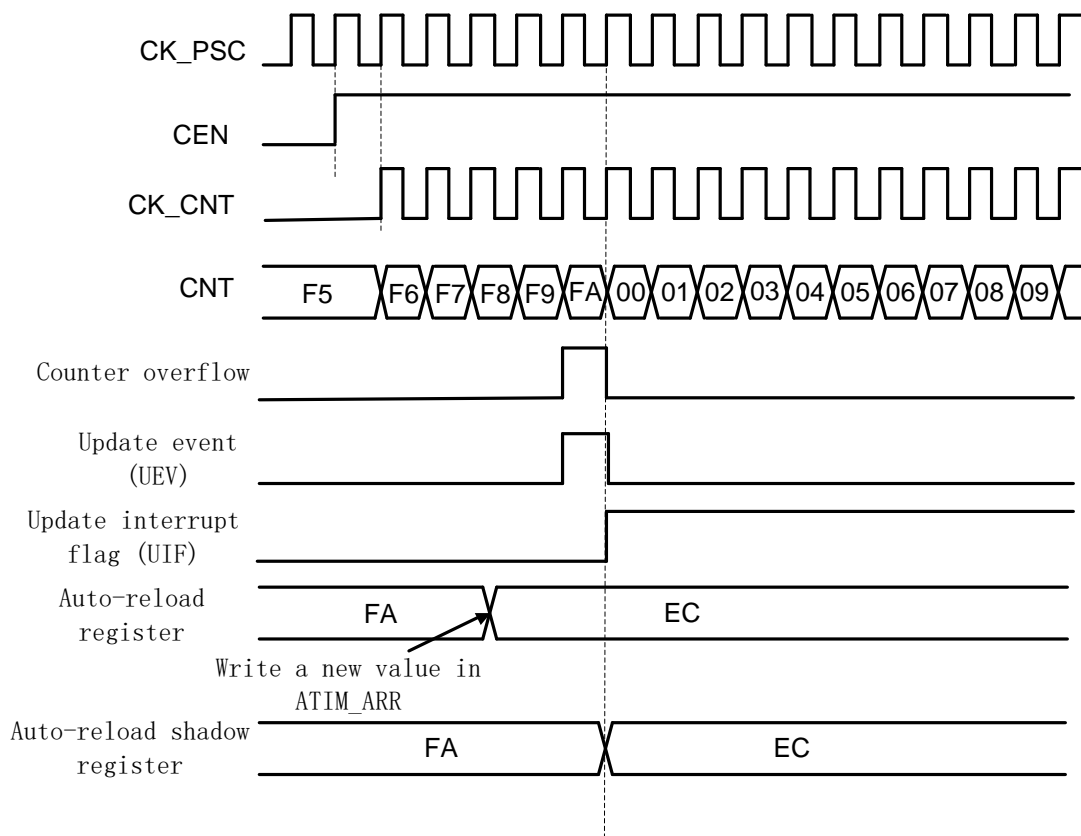 CK_PSC
CEN
CK_CNT
CNT
F5 F6 F7 F8 F9 FA 00 01 02 03 04 05 06 07 08 09
Counter overflow
Update event
(UEV)
Update interrupt
flag (UIF)
Auto-reload
register
FA
EC
Write a new value in
ATIM_ARR
Auto-reload shadow
register
FA
EC